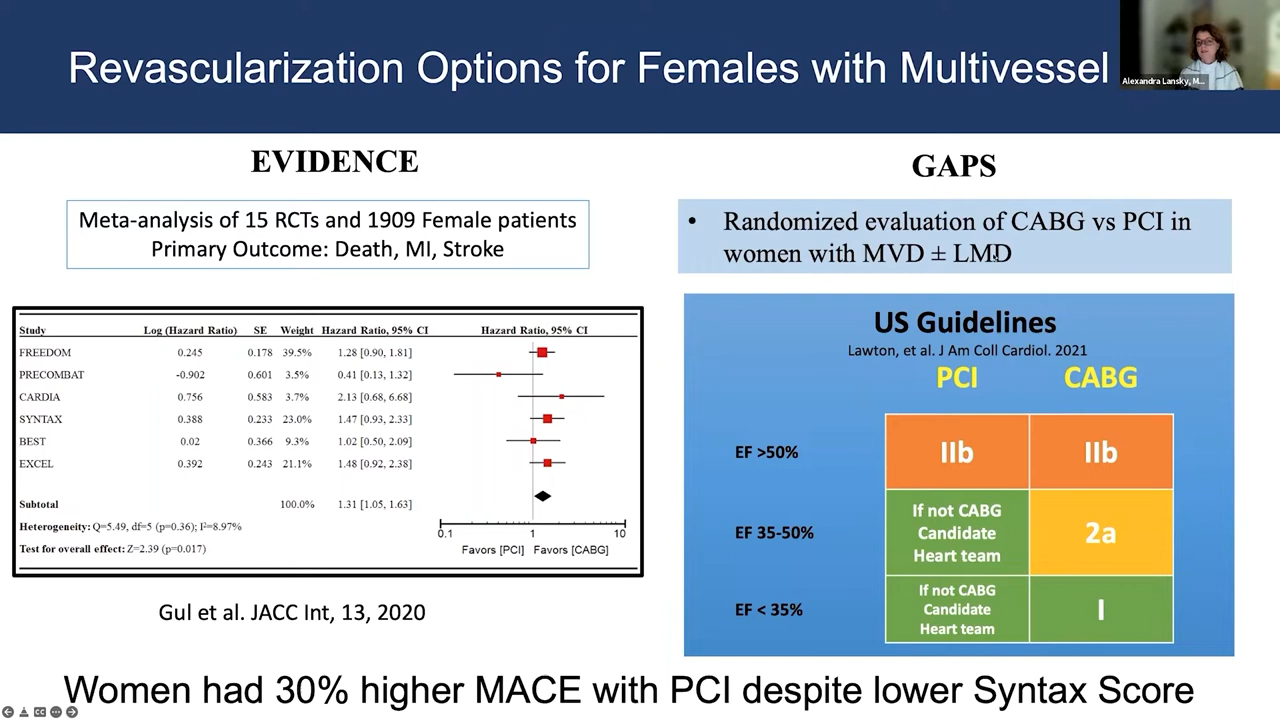 Revascularization Options for Females with Multivessel
Alexandra Lansky, M...
EVIDENCE
Meta-analysis of 15 RCTs and 1909 Female patients
Primary Outcome: Death, MI, Stroke
Study Log (Hazard Ratio) SE Weight Hazard Ratio, 95% CI Hazard Ratio, 95% CI
FREEDOM 0.245 0.178 39.5% 1.28 [0.90, 1.81]
PRECOMBAT -0.902 0.601 3.5% 0.41 [0.13, 1.32]
CARDIA 0.756 0.583 3.7% 2.13 [0.68, 6.68]
SYNTAX 0.388 0.233 23.0% 1.47 [0.93, 2.33]
BEST 0.02 0.366 9.3% 1.02 [0.50, 2.09]
EXCEL 0.392 0.243 21.1% 1.48 [0.92, 2.38]
Subtotal 100.0% 1.31 [1.05, 1.63]
Heterogeneity: Q=5.49, df=5 (p=0.36); I²=8.97%
Test for overall effect: Z=2.39 (p=0.017)
0.1 1 10
Favors [PCI] Favors [CABG]
Gul et al. JACC Int, 13, 2020
GAPS
• Randomized evaluation of CABG vs PCI in
women with MVD ± LMD
US Guidelines
Lawton, et al. J Am Coll Cardiol. 2021
PCI CABG
EF >50% IIb IIb
EF 35-50% If not CABG
Candidate
Heart team 2a
EF < 35% If not CABG
Candidate
Heart team I
Women had 30% higher MACE with PCI despite lower Syntax Score
CC